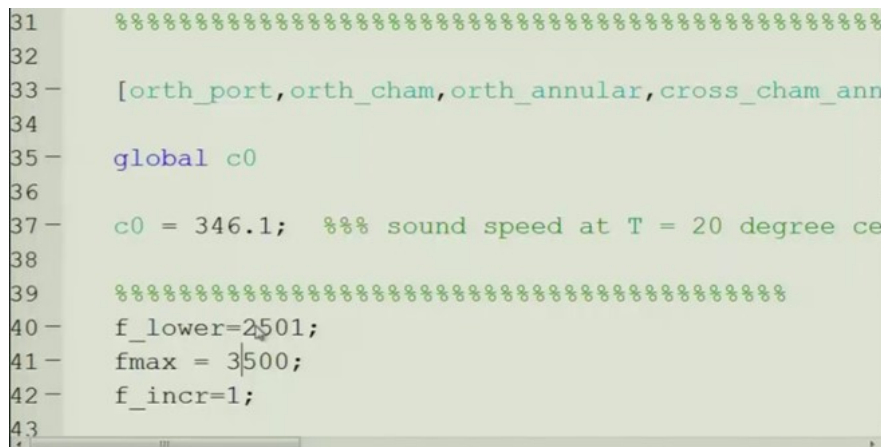 31 %%%%%%%%%%%%%%%%%%%%%%%%%%%%%%%%%%%%%%%%%%%%%%%%
32
33 [orth_port,orth_cham,orth_annular,cross_cham_ann
34
35 global c0
36
37 c0 = 346.1; %%% sound speed at T = 20 degree ce
38
39 %%%%%%%%%%%%%%%%%%%%%%%%%%%%%%%%%%%%%%%%%%
40 f_lower=2501;
41 fmax = 3500;
42 f_incr=1;
43